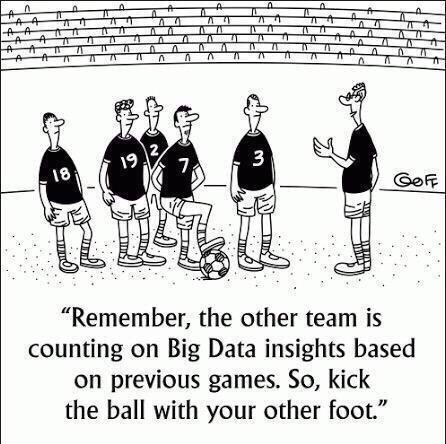 18
19
2
7
3
GOFF
“Remember, the other team is
counting on Big Data insights based
on previous games. So, kick
the ball with your other foot.”